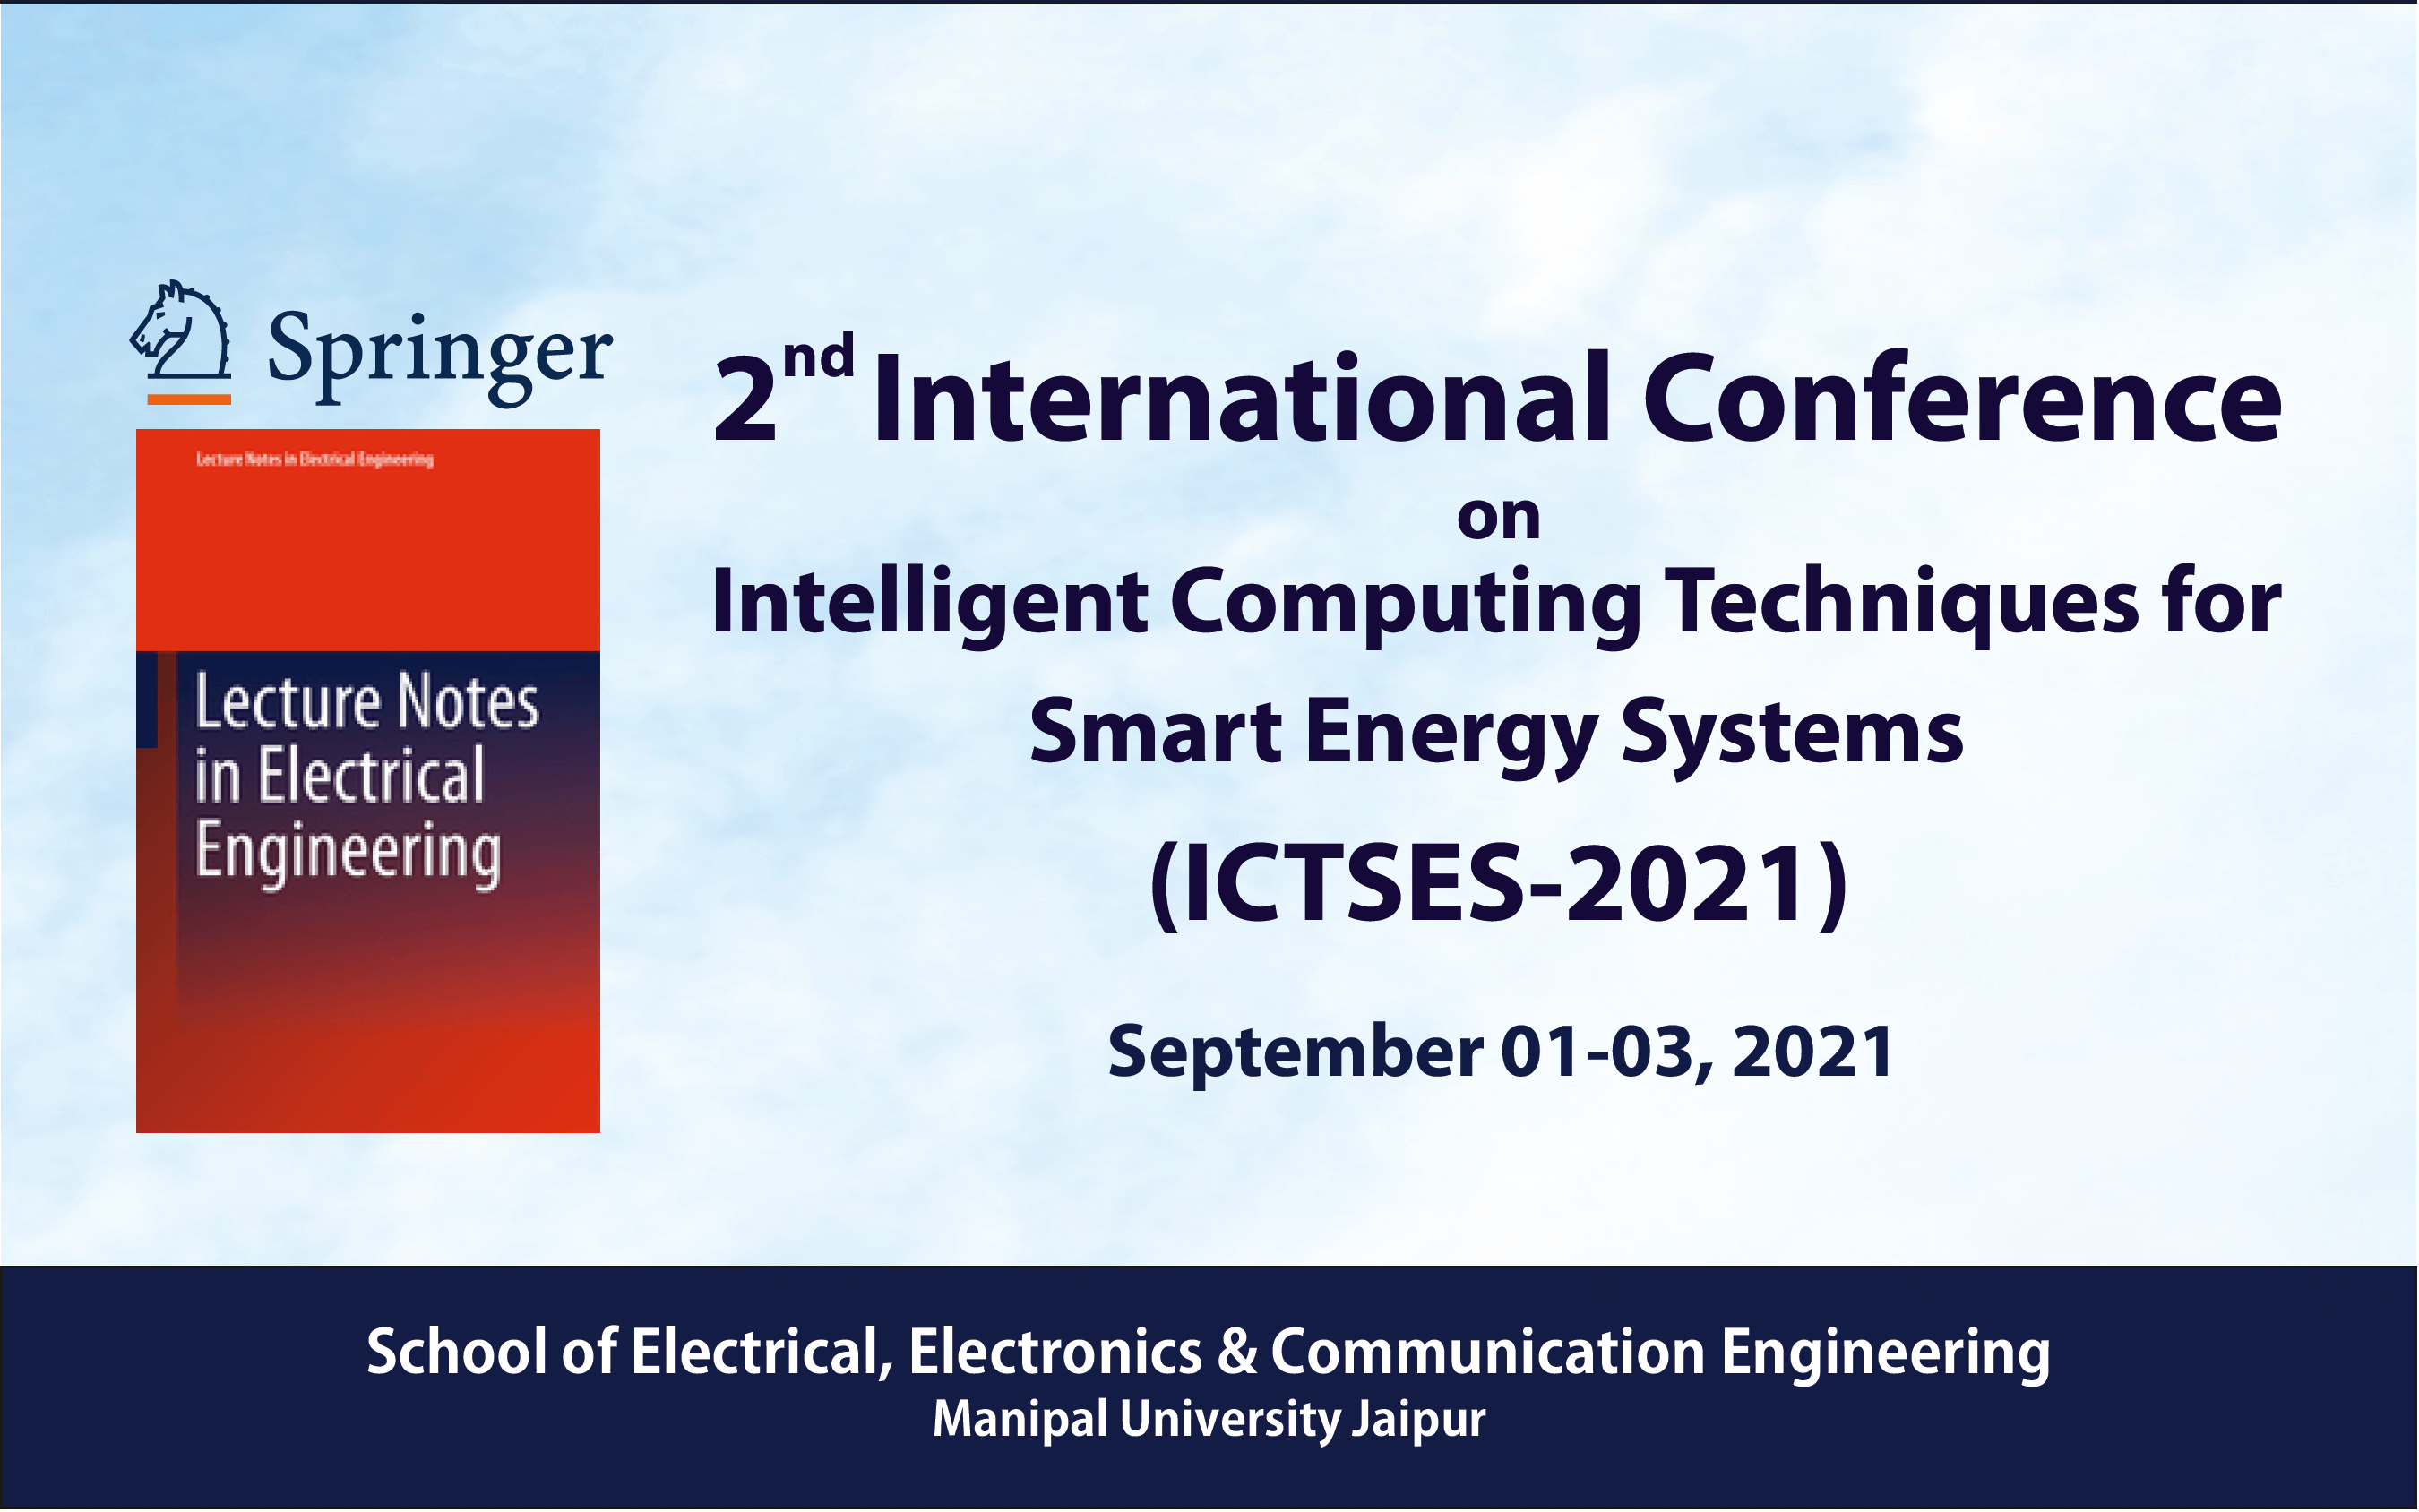 Springer
Lecture Notes in Electrical Engineering
Lecture Notes
in Electrical
Engineering
2nd International Conference
on
Intelligent Computing Techniques for
Smart Energy Systems
(ICTSES-2021)
September 01-03, 2021
School of Electrical, Electronics & Communication Engineering
Manipal University Jaipur